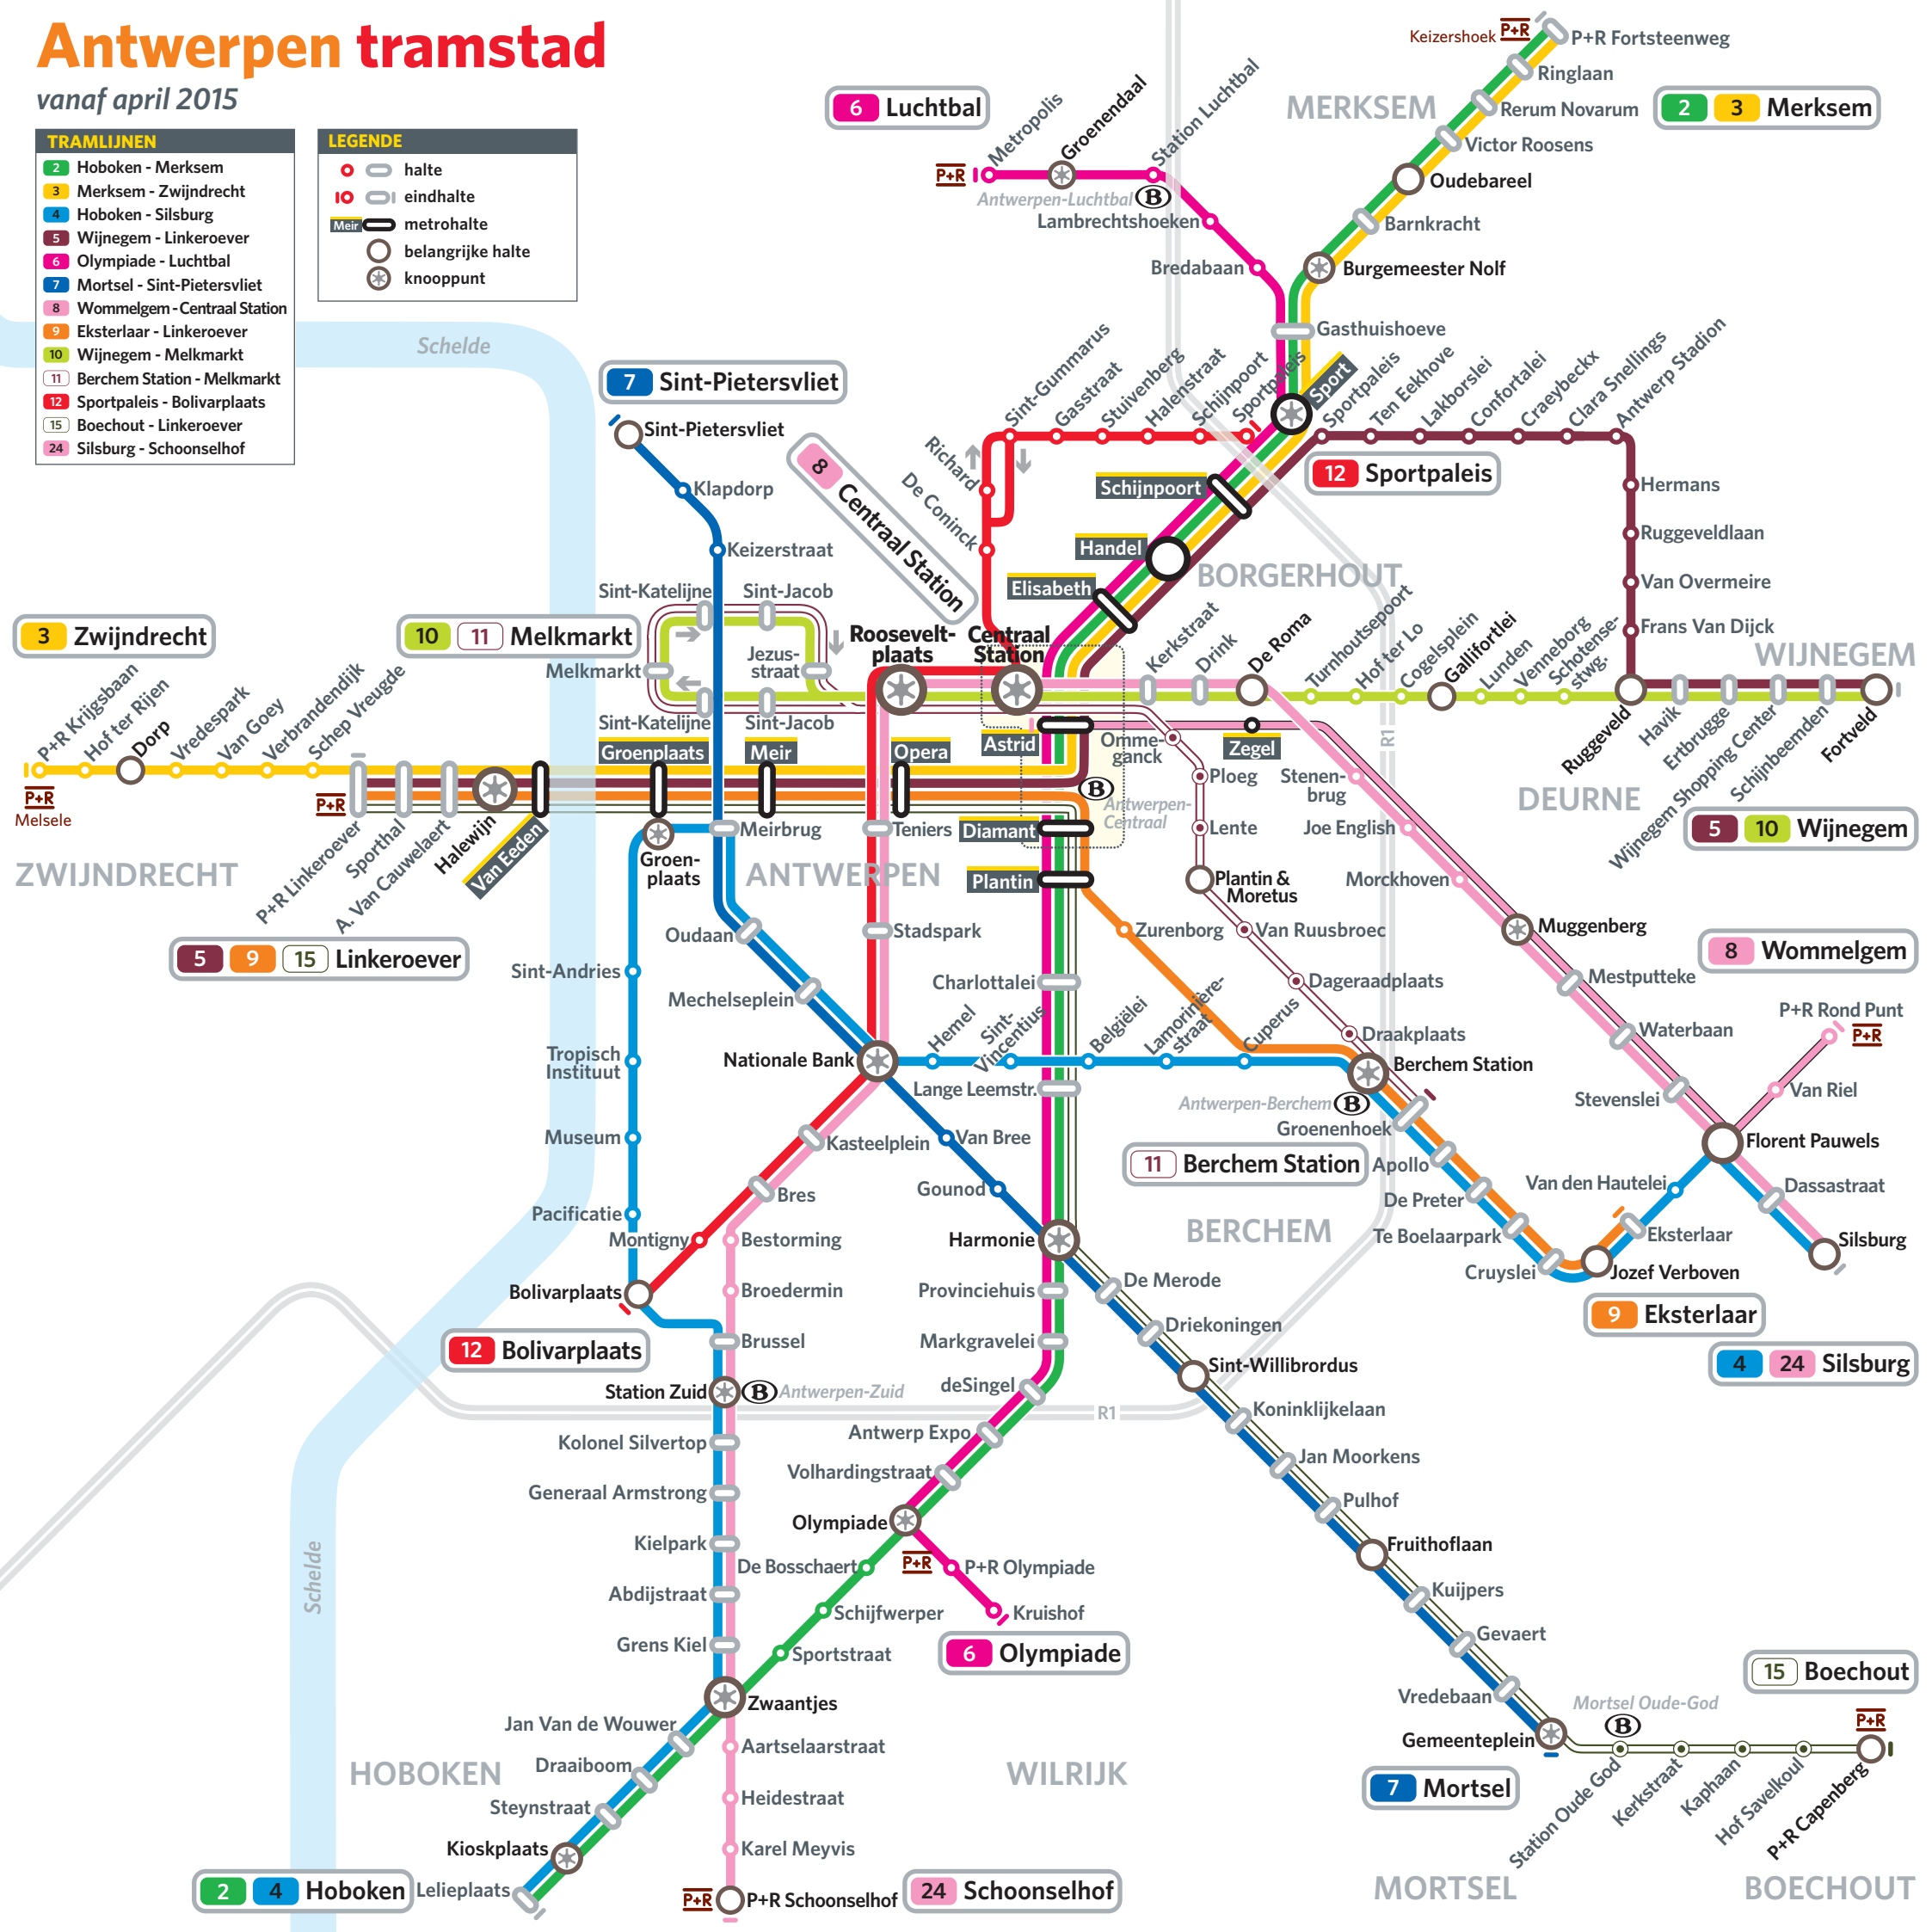 Antwerpen tramstad
vanaf april 2015
TRAMLIJNEN
2 Hoboken - Merksem
3 Merksem - Zwijndrecht
4 Hoboken - Silsburg
5 Wijnegem - Linkeroever
6 Olympiade - Luchtbal
7 Mortsel - Sint-Pietersvliet
8 Wommelgem - Centraal Station
9 Eksterlaar - Linkeroever
10 Wijnegem - Melkmarkt
11 Berchem Station - Melkmarkt
12 Sportpaleis - Bolivarplaats
15 Boechout - Linkeroever
24 Silsburg - Schoonselhof
LEGENDE
halte
eindhalte
Meir metrohalte
belangrijke halte
knooppunt
6 Luchtbal
P+R
Metropolis
Groenendaal
Station Luchtbal
Antwerpen-Luchtbal B
Lambrechtshoeken
Bredabaan
Keizershoek P+R
P+R Fortsteenweg
Ringlaan
MERKSEM
2 3 Merksem
Rerum Novarum
Victor Roosens
Oudebareel
Barnkracht
Burgemeester Nolf
Gasthuishoeve
Schelde
7 Sint-Pietersvliet
Sint-Pietersvliet
Klapdorp
Keizerstraat
8 Centraal Station
Sint-Gummarus
Gasstraat
Stuivenberg
Halenstraat
Schijnpoort
Sportpaleis
Sport
Sportpaleis
Ten Eekhove
Lakborslei
Confortalei
Craeybeckx
Clara Snellings
Antwerp Stadion
Richard
De Coninck
12 Sportpaleis
Schijnpoort
Handel
Elisabeth
BORGERHOUT
Hermans
Ruggeveldlaan
Van Overmeire
Frans Van Dijck
WIJNEGEM
3 Zwijndrecht
10 11 Melkmarkt
Sint-Katelijne
Sint-Jacob
Melkmarkt
Jezus-
straat
Sint-Katelijne
Sint-Jacob
Roosevelt-
plaats
Centraal
Station
Kerkstraat
Drink
De Roma
Turnhoutsepoort
Hof ter Lo
Cogelsplein
Gallifortlei
Lunden
Venneborg
Schotense-
stwg.
Ruggeveld
Havik
Ertbrugge
Wijnegem Shopping Center
Schijnbeemden
Fortveld
P+R Krijgsbaan
Hof ter Rijen
Dorp
Vredespark
Van Goey
Verbrandendijk
Schep Vreugde
P+R
Melsele
P+R
P+R Linkeroever
Sporthal
A. Van Cauwelaert
Halewijn
Van Eeden
Groenplaats
Meir
Opera
Astrid
Omme-
ganck
Zegel
R1
B
Antwerpen-
Centraal
Diamant
Plantin
ZWIJNDRECHT
5 9 15 Linkeroever
ANTWERPEN
Groen-
plaats
Meirbrug
Teniers
Stadspark
Ploeg
Lente
Plantin &
Moretus
Stenen-
brug
Joe English
Morckhoven
Muggenberg
DEURNE
5 10 Wijnegem
8 Wommelgem
Mestputteke
Waterbaan
Stevenslei
P+R Rond Punt
P+R
Van Riel
Florent Pauwels
Dassastraat
Silsburg
Oudaan
Sint-Andries
Mechelseplein
Zurenborg
Van Ruusbroec
Charlottalei
Dageraadplaats
Draakplaats
Tropisch
Instituut
Nationale Bank
Hemel
Sint-
Vincentius
Belgiëlei
Lamorinière-
straat
Cuperus
Berchem Station
Lange Leemstr.
Antwerpen-Berchem B
Groenenhoek
11 Berchem Station
Apollo
De Preter
Te Boelaarpark
Cruyslei
Jozef Verboven
Eksterlaar
Van den Hautelei
9 Eksterlaar
4 24 Silsburg
Museum
Kasteelplein
Van Bree
Bres
Gounod
Pacificatie
Montigny
Bestorming
Harmonie
BERCHEM
Bolivarplaats
Broedermin
Provinciehuis
De Merode
12 Bolivarplaats
Brussel
Markgravelei
Driekoningen
Station Zuid B Antwerpen-Zuid
deSingel
Sint-Willibrordus
R1
Kolonel Silvertop
Antwerp Expo
Koninklijkelaan
Volhardingstraat
Jan Moorkens
Generaal Armstrong
Olympiade
Pulhof
Kielpark
De Bosschaert
P+R
P+R Olympiade
Fruithoflaan
Abdijstraat
Schijfwerper
Kruishof
Kuijpers
Grens Kiel
Sportstraat
6 Olympiade
Gevaert
Schelde
Zwaantjes
Vredebaan
Jan Van de Wouwer
Aartselaarstraat
Gemeenteplein
Mortsel Oude-God
B
15 Boechout
P+R
HOBOKEN
Draaiboom
WILRIJK
7 Mortsel
Steynstraat
Heidestraat
Station Oude God
Kerkstraat
Kaphaan
Hof Savelkoul
P+R Capenberg
Kioskplaats
Karel Meyvis
2 4 Hoboken
Lelieplaats
P+R
P+R Schoonselhof
24 Schoonselhof
MORTSEL
BOECHOUT